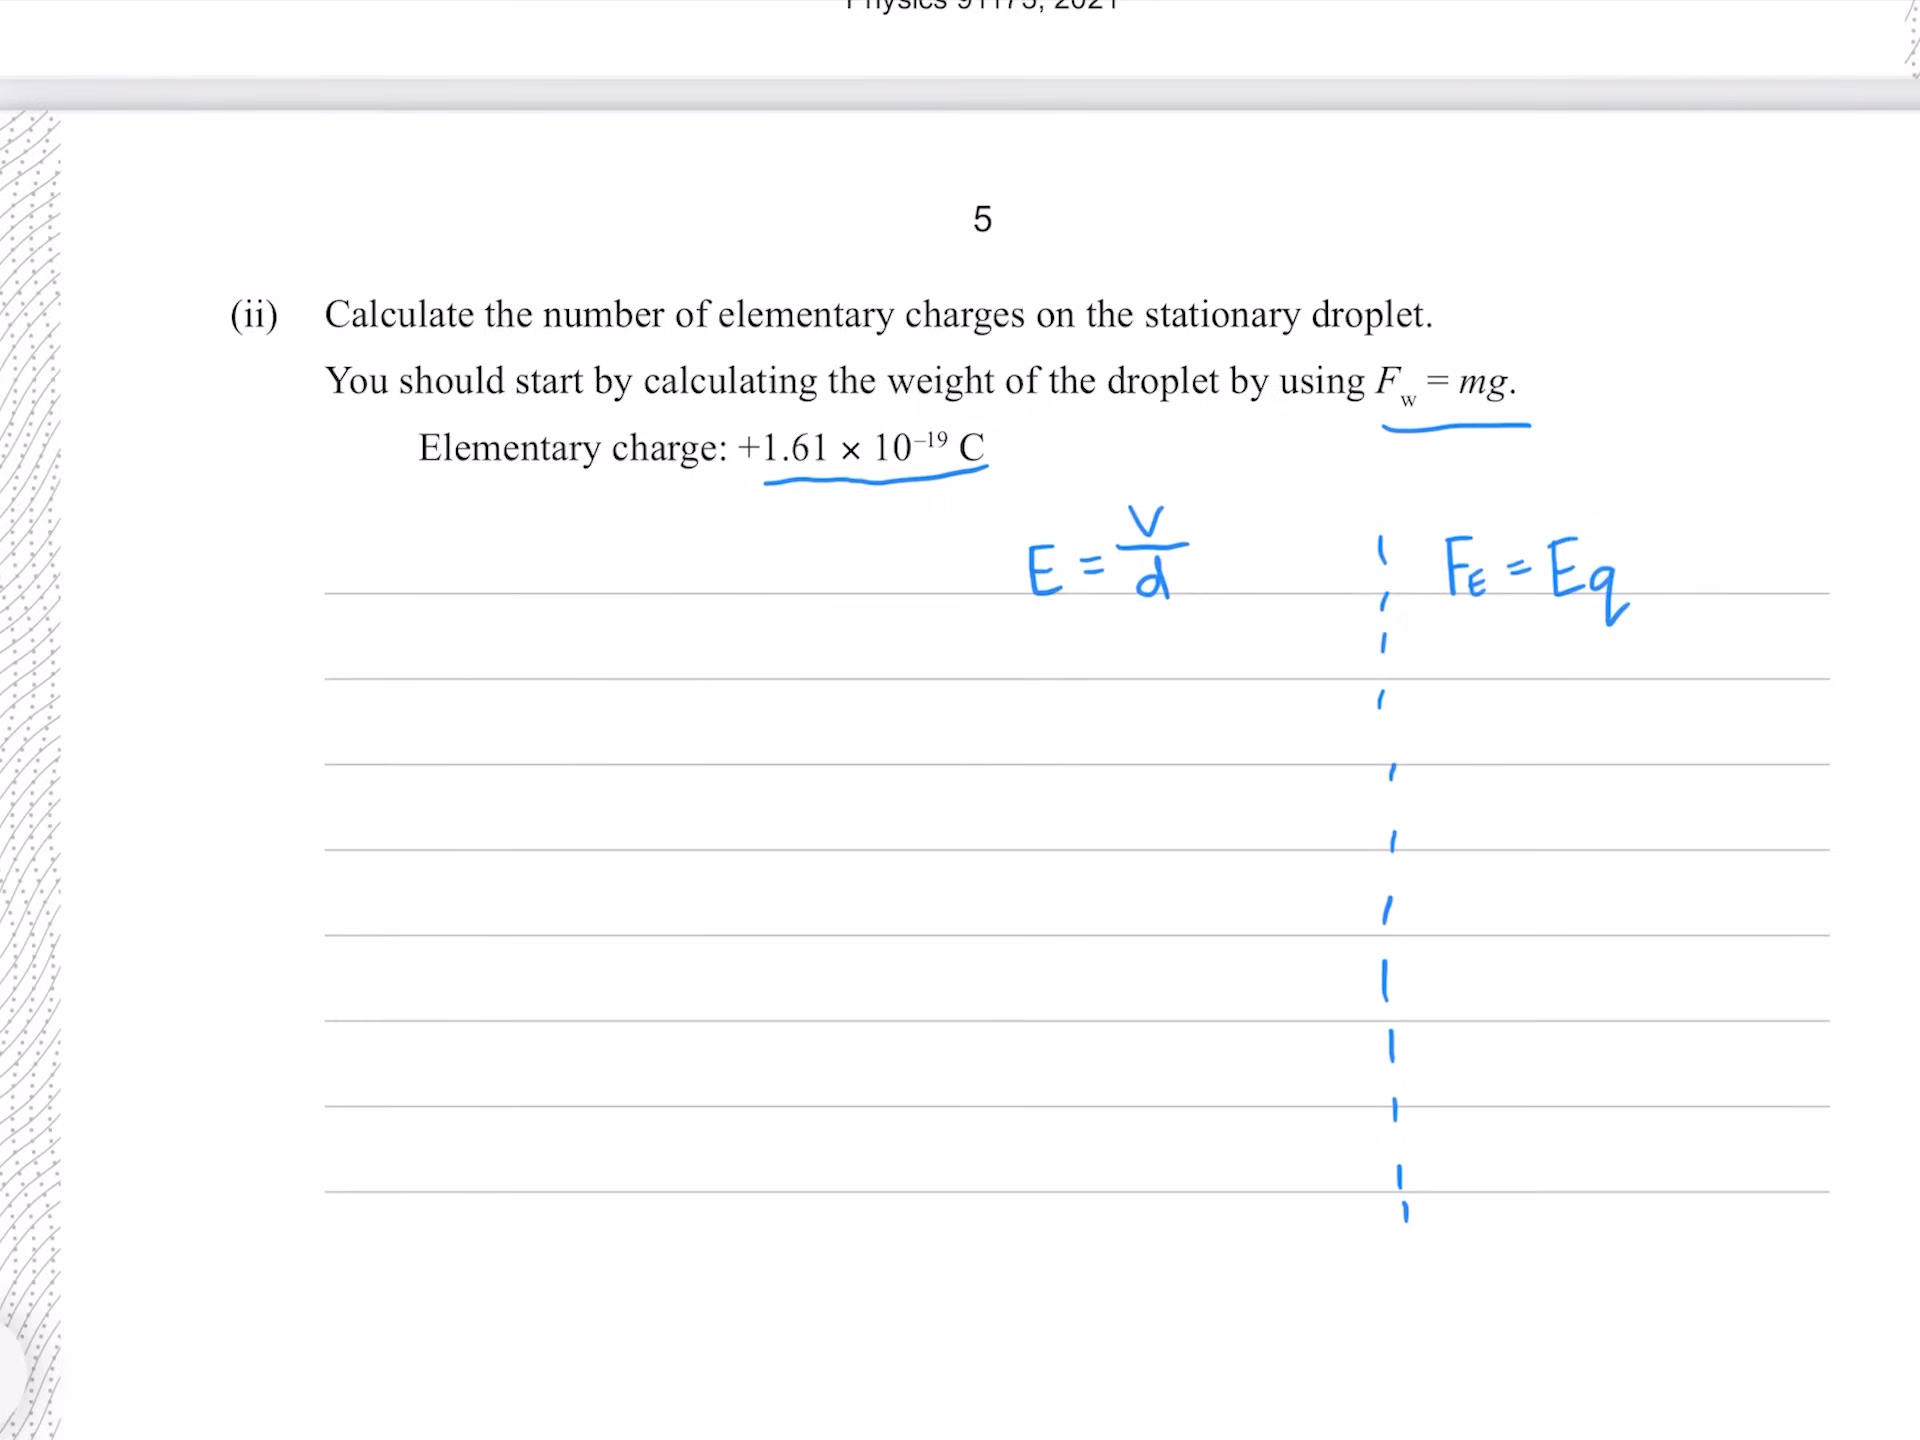 5
(ii) Calculate the number of elementary charges on the stationary droplet.
You should start by calculating the weight of the droplet by using F_w = mg.
Elementary charge: +1.61 × 10⁻¹⁹ C
E = V/d
F_E = Eq